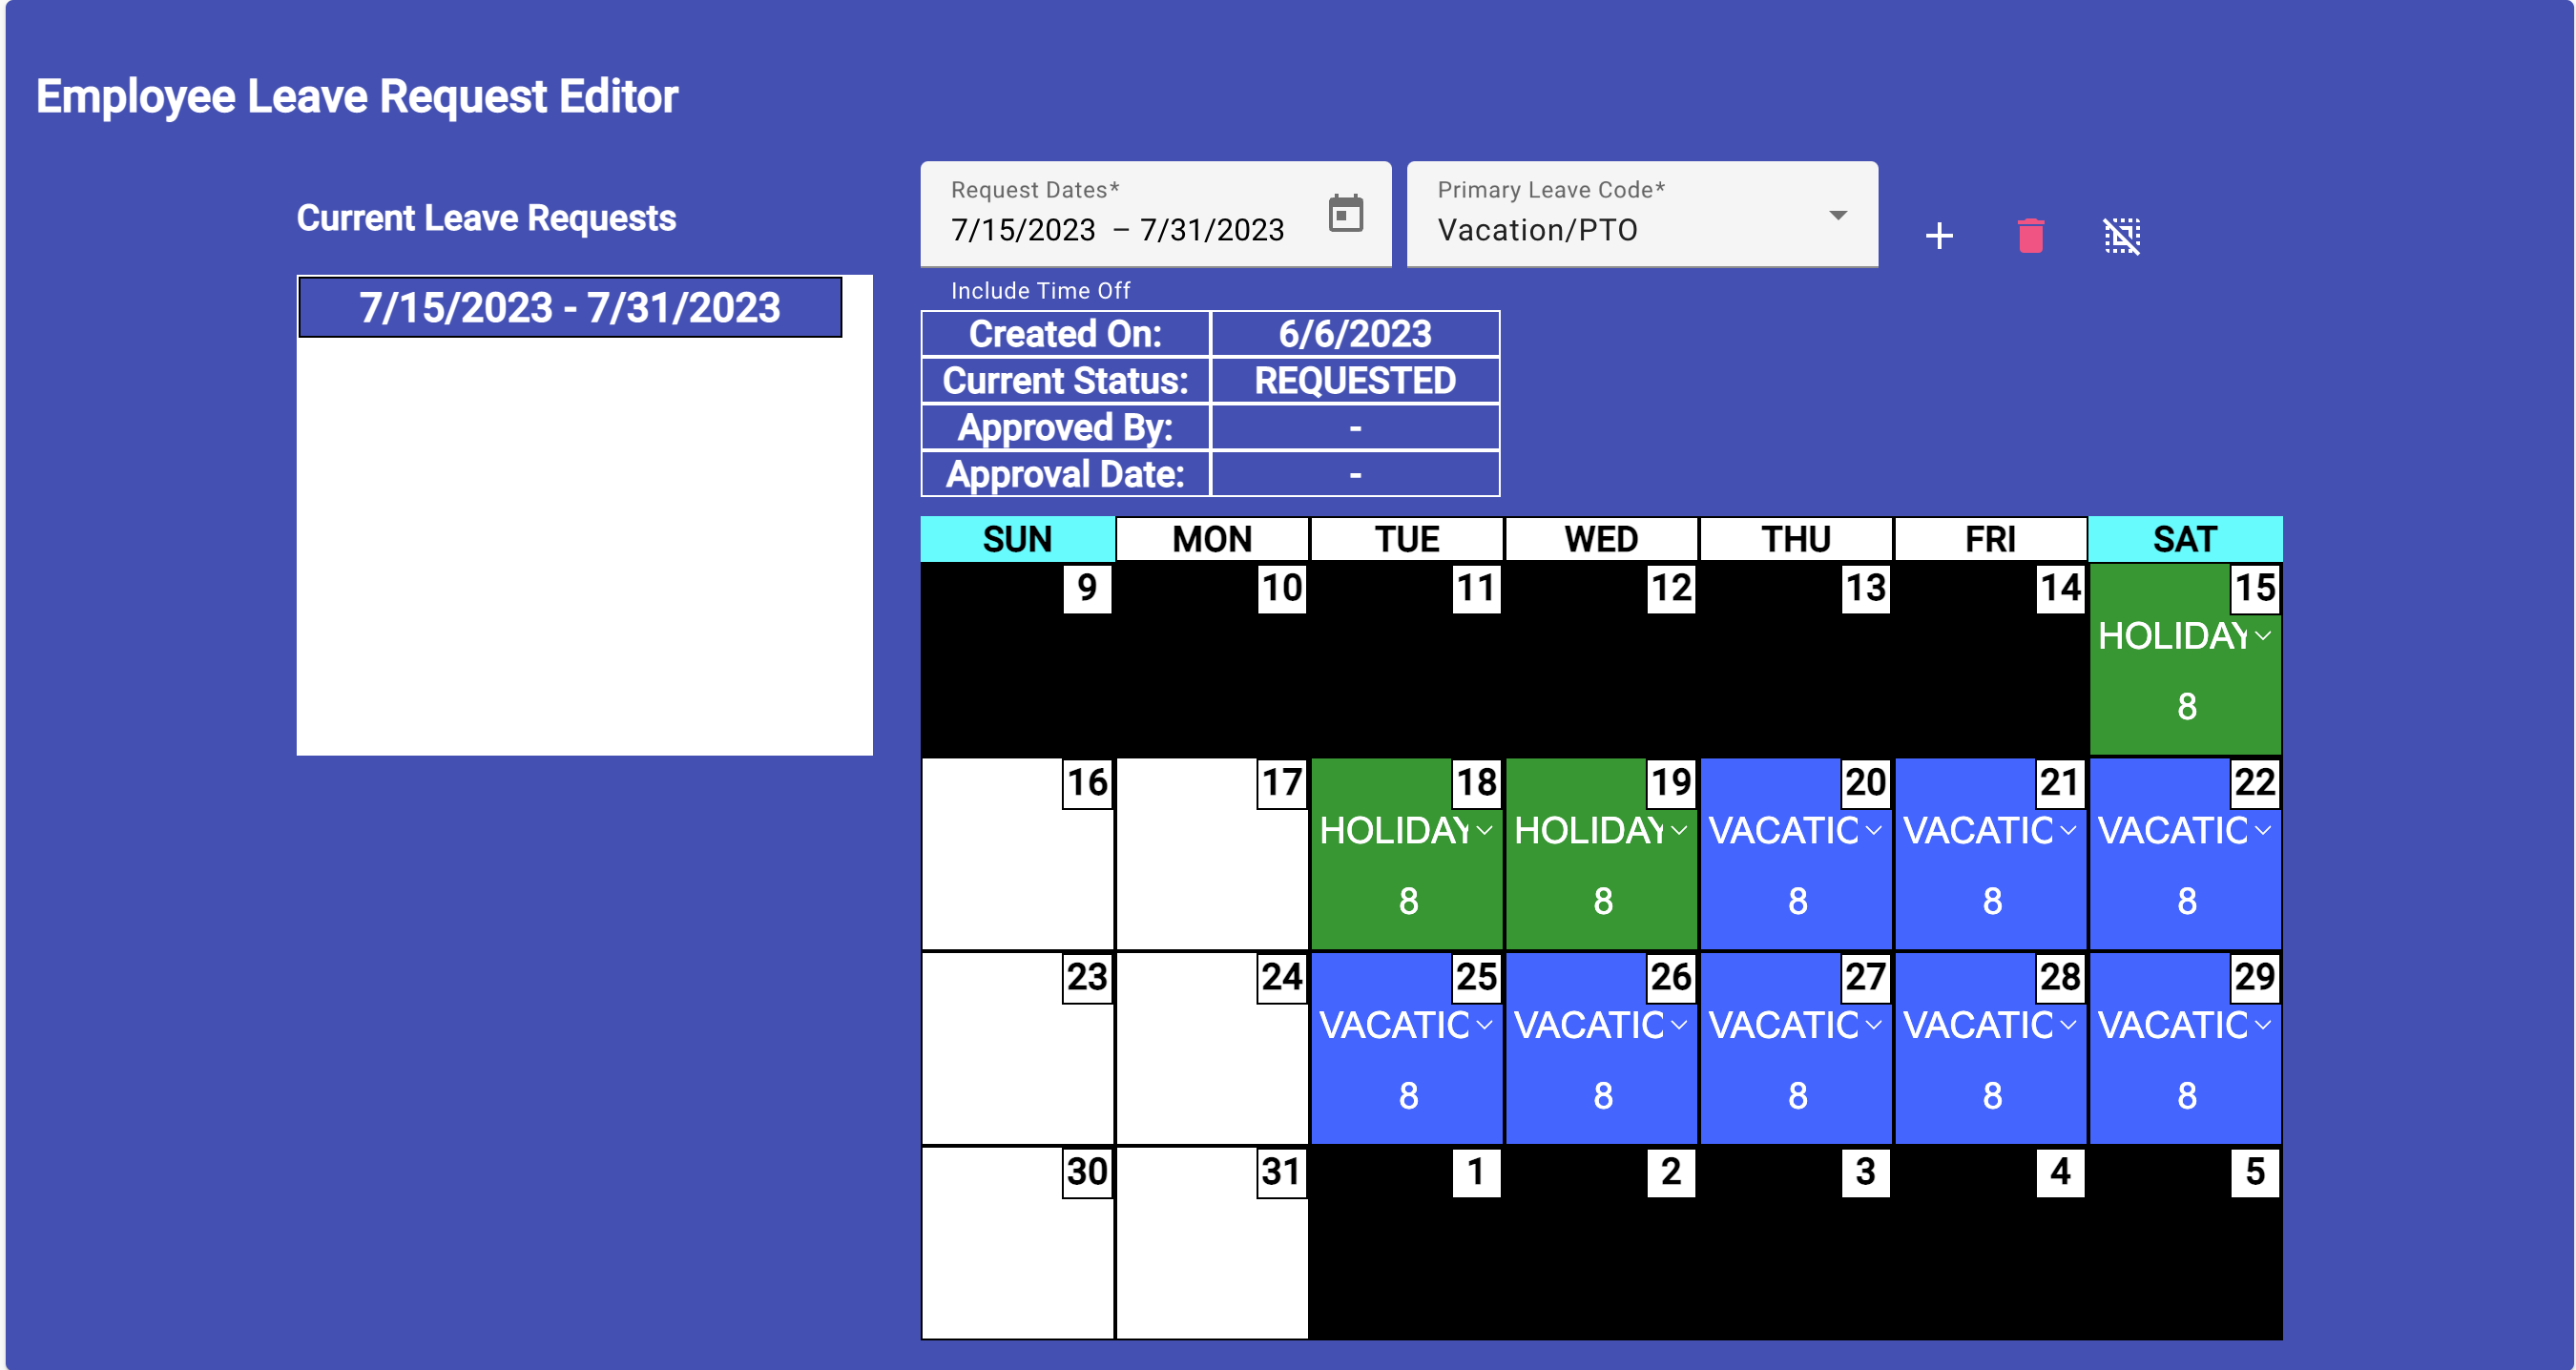 Employee Leave Request Editor
Current Leave Requests
7/15/2023 - 7/31/2023
Request Dates*
7/15/2023 – 7/31/2023
Primary Leave Code*
Vacation/PTO
Include Time Off
Created On: 6/6/2023
Current Status: REQUESTED
Approved By: -
Approval Date: -
SUN MON TUE WED THU FRI SAT
9 10 11 12 13 14 15
HOLIDAY
8
16 17 18 19 20 21 22
HOLIDAY HOLIDAY VACATIC VACATIC VACATIC
8 8 8 8 8
23 24 25 26 27 28 29
VACATIC VACATIC VACATIC VACATIC VACATIC
8 8 8 8 8
30 31 1 2 3 4 5